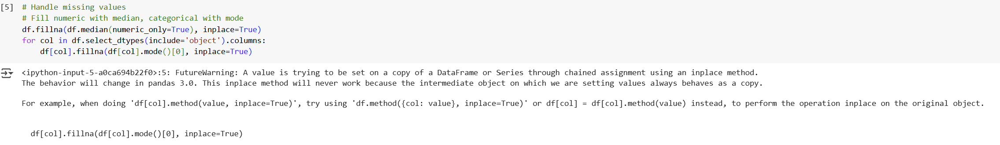 [5] # Handle missing values
# Fill numeric with median, categorical with mode
df.fillna(df.median(numeric_only=True), inplace=True)
for col in df.select_dtypes(include='object').columns:
    df[col].fillna(df[col].mode()[0], inplace=True)
<ipython-input-5-a0ca694b22f0>:5: FutureWarning: A value is trying to be set on a copy of a DataFrame or Series through chained assignment using an inplace method.
The behavior will change in pandas 3.0. This inplace method will never work because the intermediate object on which we are setting values always behaves as a copy.
For example, when doing 'df[col].method(value, inplace=True)', try using 'df.method({col: value}, inplace=True)' or df[col] = df[col].method(value) instead, to perform the operation inplace on the original object.
  df[col].fillna(df[col].mode()[0], inplace=True)